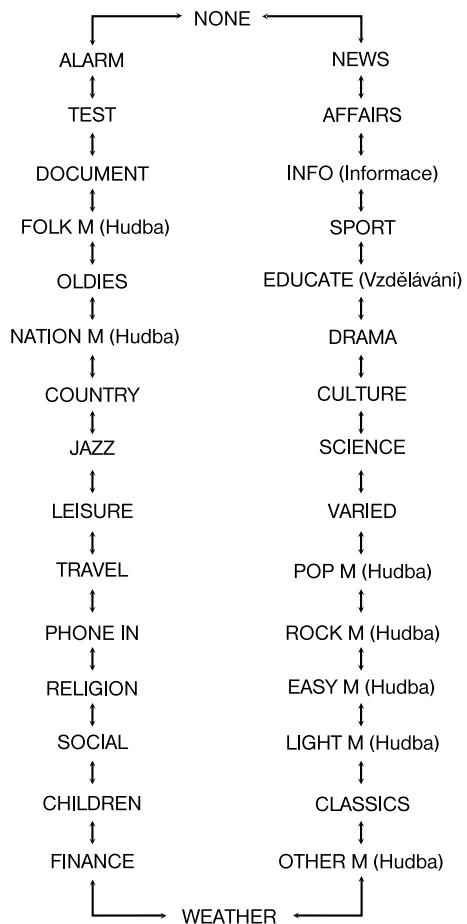 NONE
ALARM
NEWS
TEST
AFFAIRS
DOCUMENT
INFO (Informace)
FOLK M (Hudba)
SPORT
OLDIES
EDUCATE (Vzdělávání)
NATION M (Hudba)
DRAMA
COUNTRY
CULTURE
JAZZ
SCIENCE
LEISURE
VARIED
TRAVEL
POP M (Hudba)
PHONE IN
ROCK M (Hudba)
RELIGION
EASY M (Hudba)
SOCIAL
LIGHT M (Hudba)
CHILDREN
CLASSICS
FINANCE
OTHER M (Hudba)
WEATHER